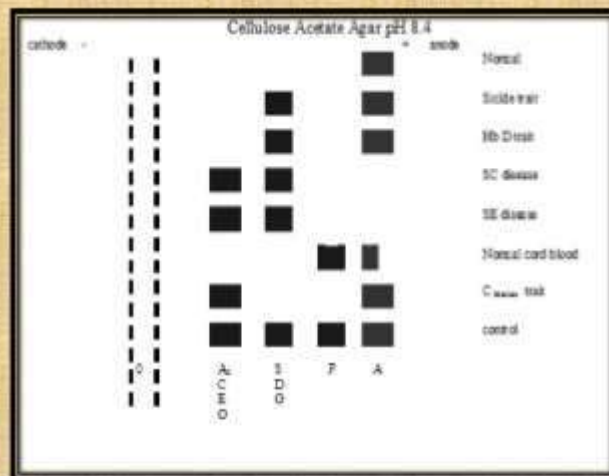 Cellulose Acetate Agar pH 8.4
cathode - + anode
Normal
Sickle trait
Hb D trait
SC disease
SE disease
Normal cord blood
C trait
control
0 A₂ S F A
C D
E G
O